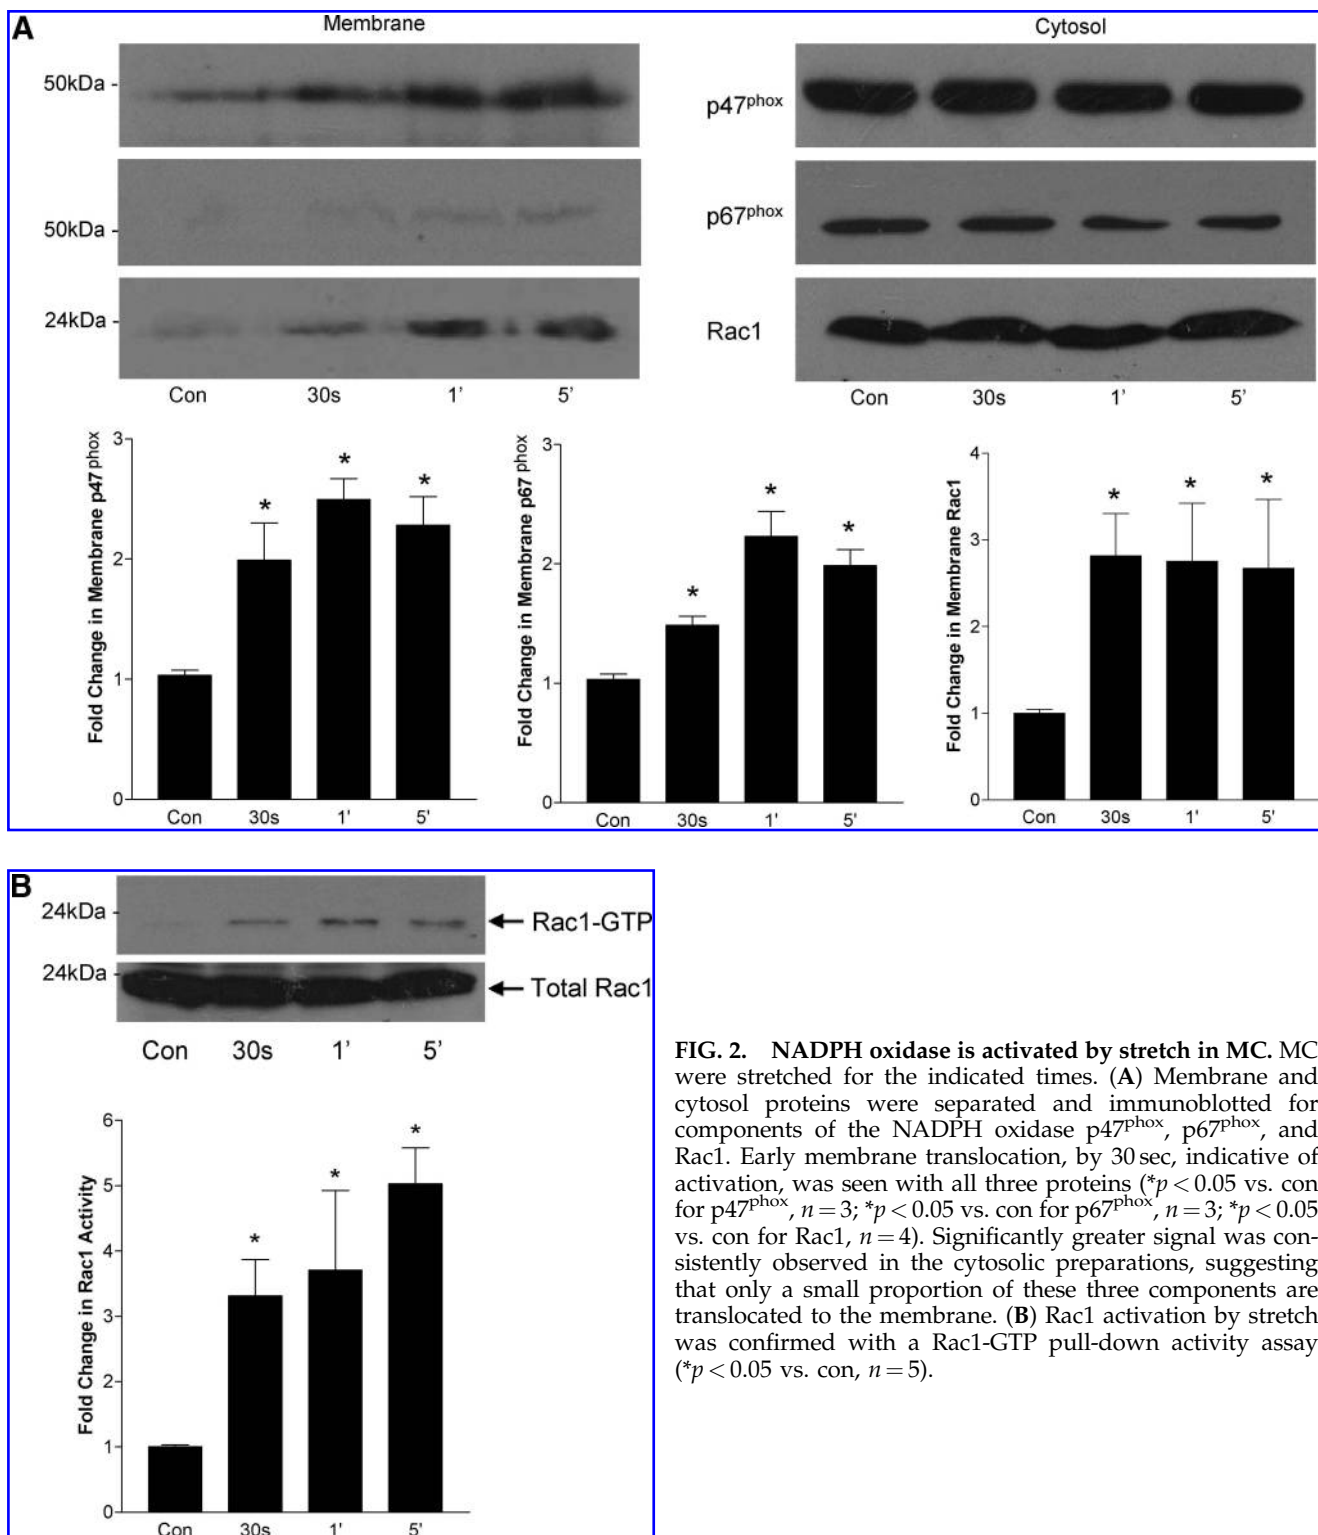 A
Membrane
Cytosol
50kDa -
p47phox
50kDa -
p67phox
24kDa -
Rac1
Con 30s 1' 5'
Con 30s 1' 5'
Fold Change in Membrane p47phox
3
2
1
0
* * *
Con 30s 1' 5'
Fold Change in Membrane p67phox
3
2
1
0
* * *
Con 30s 1' 5'
Fold Change in Membrane Rac1
4
3
2
1
0
* * *
Con 30s 1' 5'
B
24kDa -
Rac1-GTP
24kDa -
Total Rac1
Con 30s 1' 5'
Fold Change in Rac1 Activity
6
5
4
3
2
1
0
* * *
Con 30s 1' 5'
FIG. 2. NADPH oxidase is activated by stretch in MC. MC
were stretched for the indicated times. (A) Membrane and
cytosol proteins were separated and immunoblotted for
components of the NADPH oxidase p47phox, p67phox, and
Rac1. Early membrane translocation, by 30 sec, indicative of
activation, was seen with all three proteins (*p < 0.05 vs. con
for p47phox, n = 3; *p < 0.05 vs. con for p67phox, n = 3; *p < 0.05
vs. con for Rac1, n = 4). Significantly greater signal was con-
sistently observed in the cytosolic preparations, suggesting
that only a small proportion of these three components are
translocated to the membrane. (B) Rac1 activation by stretch
was confirmed with a Rac1-GTP pull-down activity assay
(*p < 0.05 vs. con, n = 5).